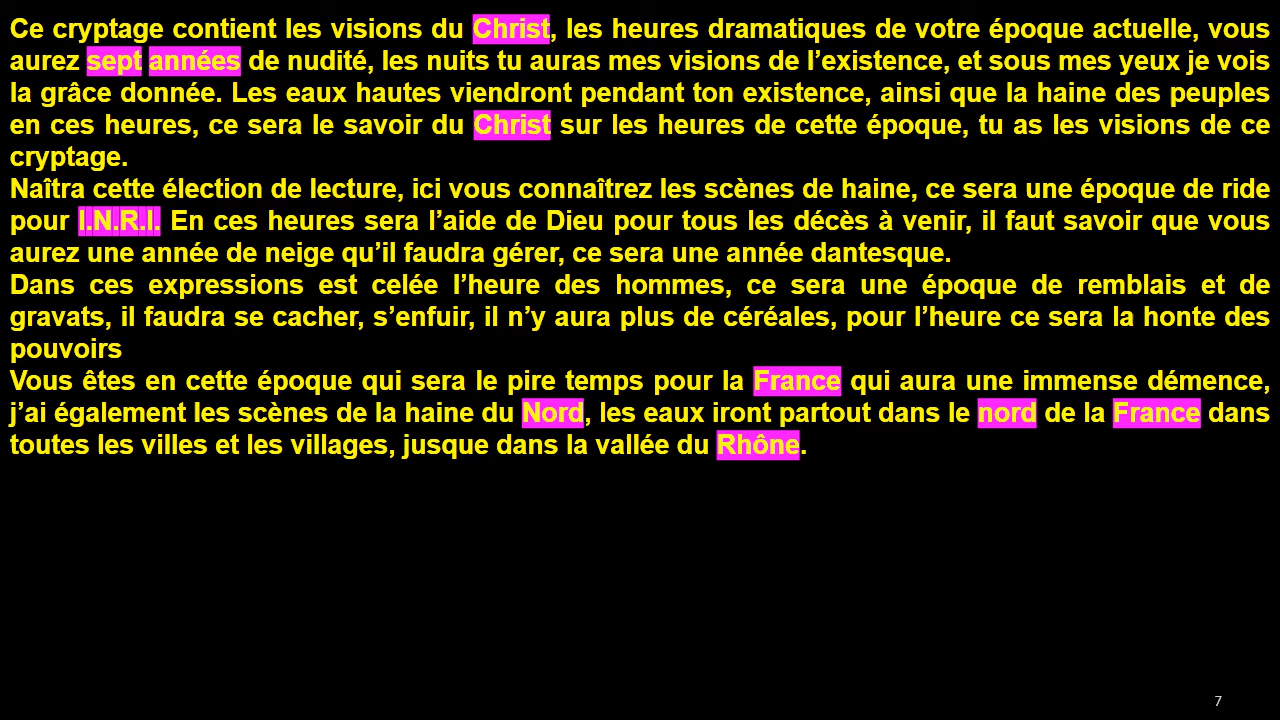 Ce cryptage contient les visions du Christ, les heures dramatiques de votre époque actuelle, vous
aurez sept années de nudité, les nuits tu auras mes visions de l’existence, et sous mes yeux je vois
la grâce donnée. Les eaux hautes viendront pendant ton existence, ainsi que la haine des peuples
en ces heures, ce sera le savoir du Christ sur les heures de cette époque, tu as les visions de ce
cryptage.
Naîtra cette élection de lecture, ici vous connaîtrez les scènes de haine, ce sera une époque de ride
pour I.N.R.I. En ces heures sera l’aide de Dieu pour tous les décès à venir, il faut savoir que vous
aurez une année de neige qu’il faudra gérer, ce sera une année dantesque.
Dans ces expressions est celée l’heure des hommes, ce sera une époque de remblais et de
gravats, il faudra se cacher, s’enfuir, il n’y aura plus de céréales, pour l’heure ce sera la honte des
pouvoirs
Vous êtes en cette époque qui sera le pire temps pour la France qui aura une immense démence,
j’ai également les scènes de la haine du Nord, les eaux iront partout dans le nord de la France dans
toutes les villes et les villages, jusque dans la vallée du Rhône.
7